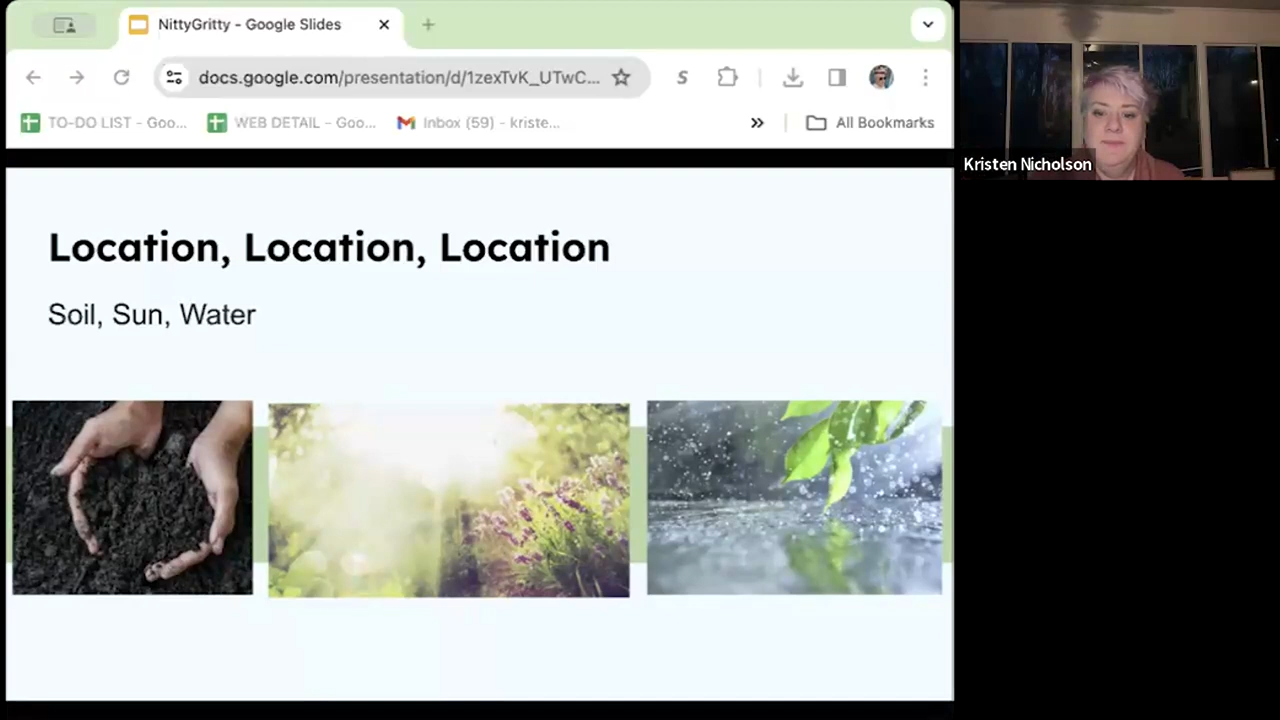 NittyGritty - Google Slides
docs.google.com/presentation/d/1zexTvK_UTwC...
TO-DO LIST - Goo...
WEB DETAIL - Goo...
Inbox (59) - kriste...
All Bookmarks
Kristen Nicholson
Location, Location, Location
Soil, Sun, Water